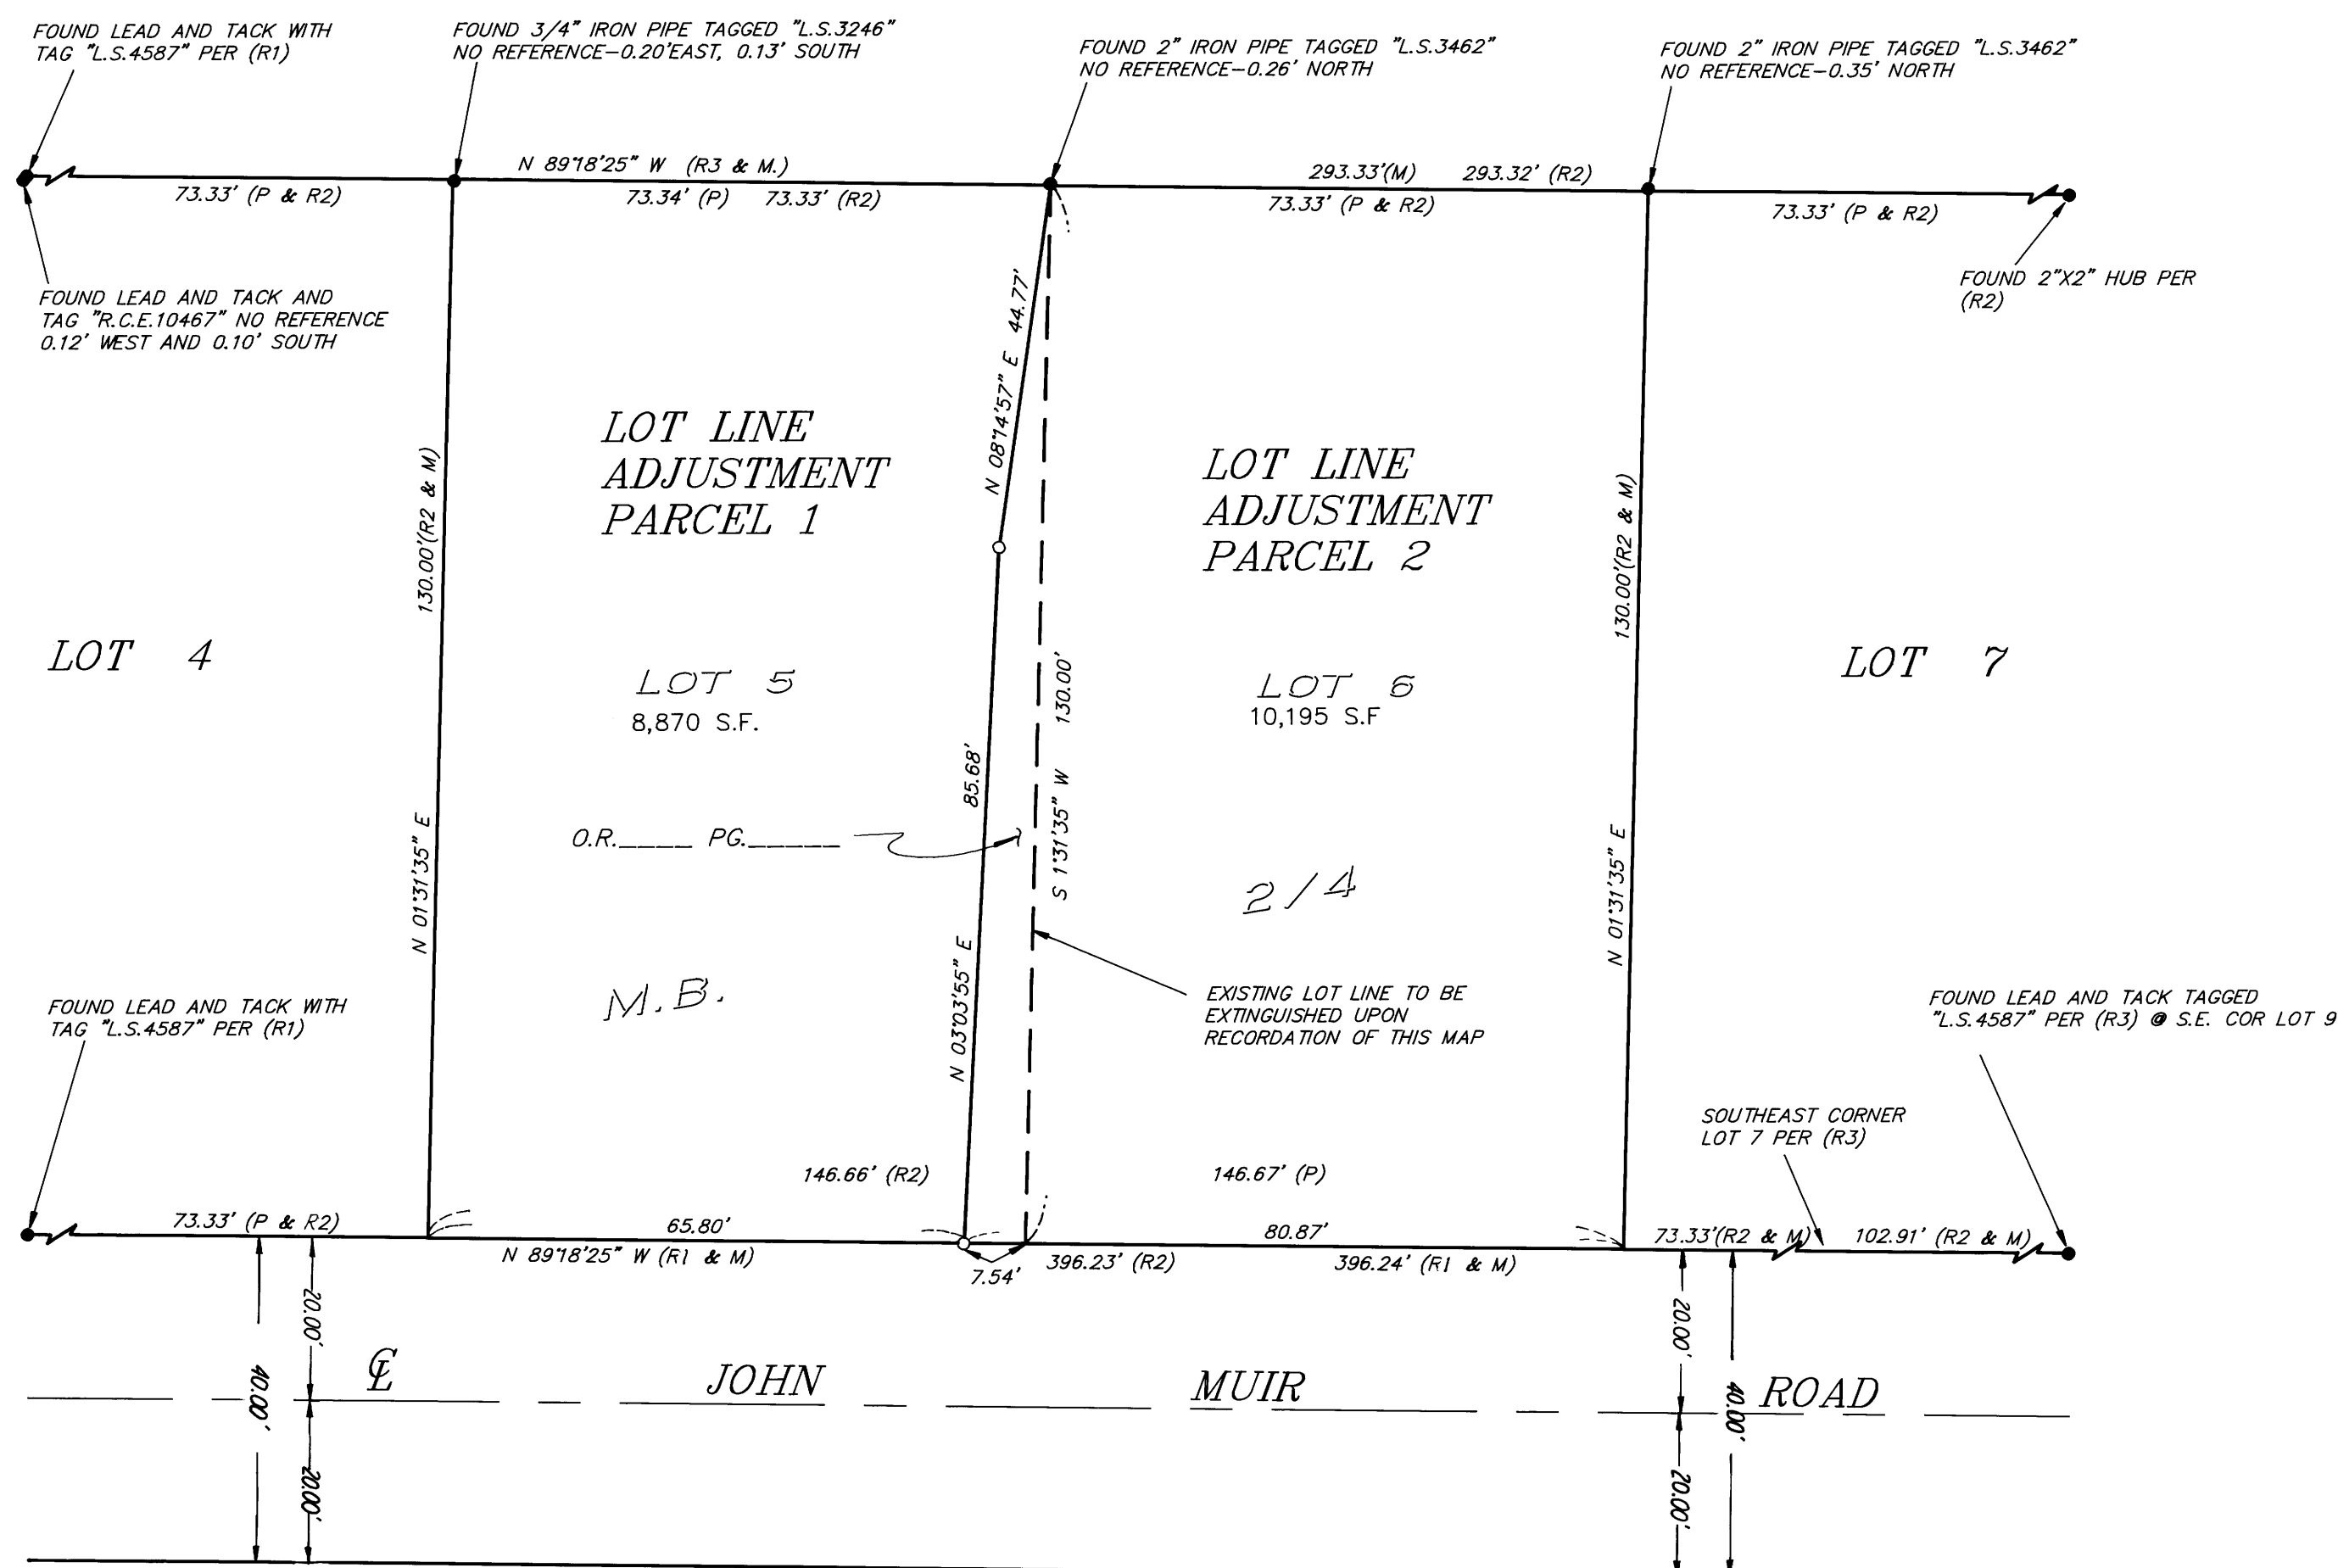 FOUND LEAD AND TACK WITH
TAG "L.S.4587" PER (R1)
FOUND 3/4" IRON PIPE TAGGED "L.S.3246"
NO REFERENCE-0.20'EAST, 0.13' SOUTH
FOUND 2" IRON PIPE TAGGED "L.S.3462"
NO REFERENCE-0.26' NORTH
FOUND 2" IRON PIPE TAGGED "L.S.3462"
NO REFERENCE-0.35' NORTH
N 89°18'25" W (R3 & M.)
293.33'(M) 293.32' (R2)
73.33' (P & R2)
73.34' (P) 73.33' (R2)
73.33' (P & R2)
73.33' (P & R2)
FOUND LEAD AND TACK AND
TAG "R.C.E.10467" NO REFERENCE
0.12' WEST AND 0.10' SOUTH
FOUND 2"X2" HUB PER
(R2)
N 08°14'57" E 44.77'
LOT LINE
ADJUSTMENT
PARCEL 1
LOT LINE
ADJUSTMENT
PARCEL 2
130.00'(R2 & M)
130.00'(R2 & M)
LOT 4
LOT 5
8,870 S.F.
LOT 6
10,195 S.F
LOT 7
85.68'
S 1°31'35" W 130.00'
O.R.____ PG._____
N 01°31'35" E
N 01°31'35" E
2/4
M.B.
N 03°03'55" E
EXISTING LOT LINE TO BE
EXTINGUISHED UPON
RECORDATION OF THIS MAP
FOUND LEAD AND TACK WITH
TAG "L.S.4587" PER (R1)
FOUND LEAD AND TACK TAGGED
"L.S.4587" PER (R3) @ S.E. COR LOT 9
SOUTHEAST CORNER
LOT 7 PER (R3)
146.66' (R2)
146.67' (P)
73.33' (P & R2)
65.80'
80.87'
73.33'(R2 & M)
102.91' (R2 & M)
N 89°18'25" W (R1 & M)
7.54'
396.23' (R2)
396.24' (R1 & M)
20.00'
40.00'
20.00'
20.00'
40.00'
20.00'
CL JOHN MUIR ROAD